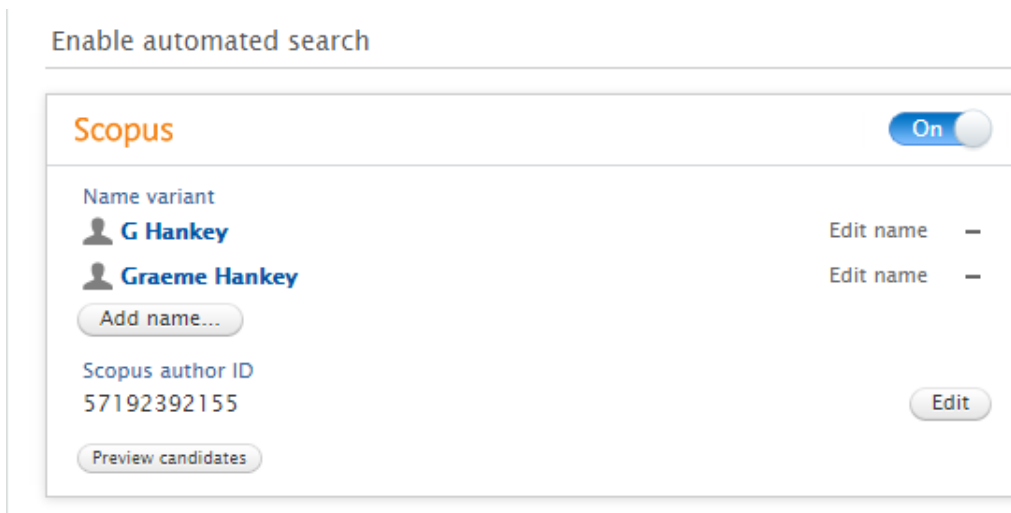 Enable automated search
Scopus On
Name variant
G Hankey Edit name –
Graeme Hankey Edit name –
Add name...
Scopus author ID
57192392155 Edit
Preview candidates